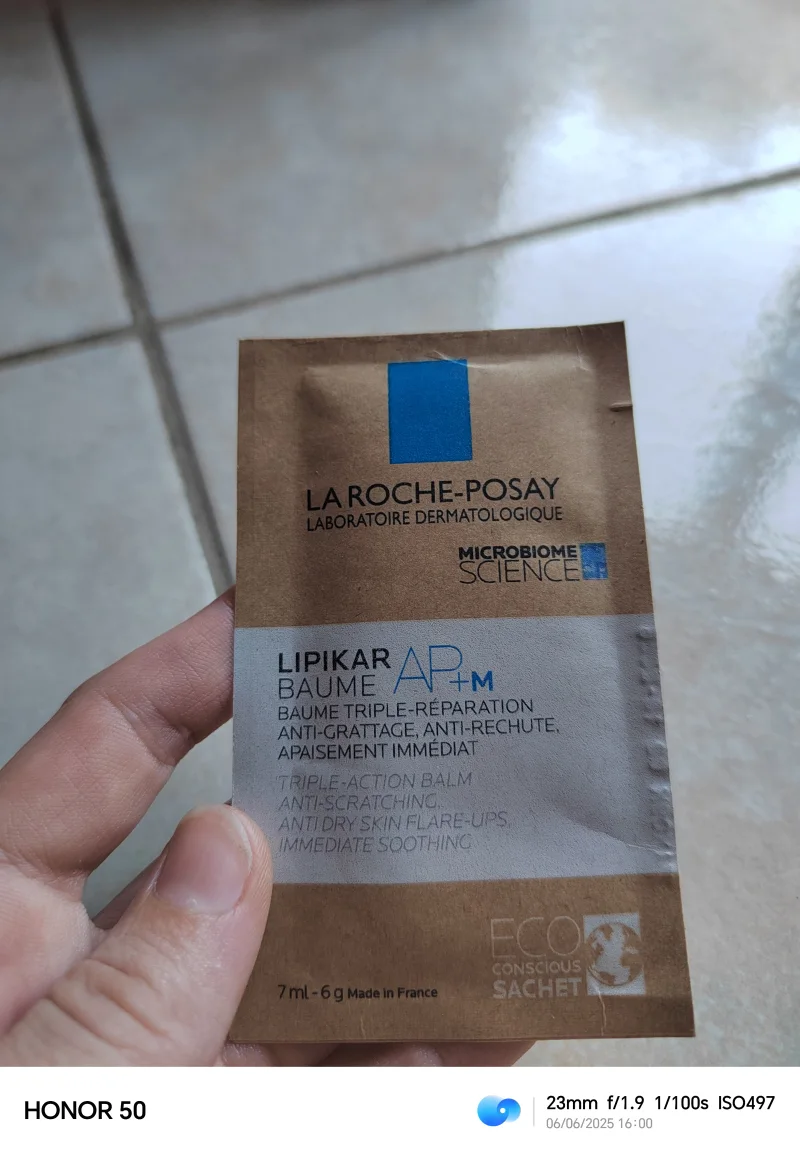 LA ROCHE-POSAY
LABORATOIRE DERMATOLOGIQUE
MICROBIOME
SCIENCE
LIPIKAR
BAUME AP+M
BAUME TRIPLE-RÉPARATION
ANTI-GRATTAGE, ANTI-RECHUTE,
APAISEMENT IMMÉDIAT
TRIPLE-ACTION BALM
ANTI-SCRATCHING,
ANTI DRY SKIN FLARE-UPS,
IMMEDIATE SOOTHING
ECO
CONSCIOUS
SACHET
7 ml - 6 g Made in France
HONOR 50
23mm f/1.9 1/100s ISO497
06/06/2025 16:00